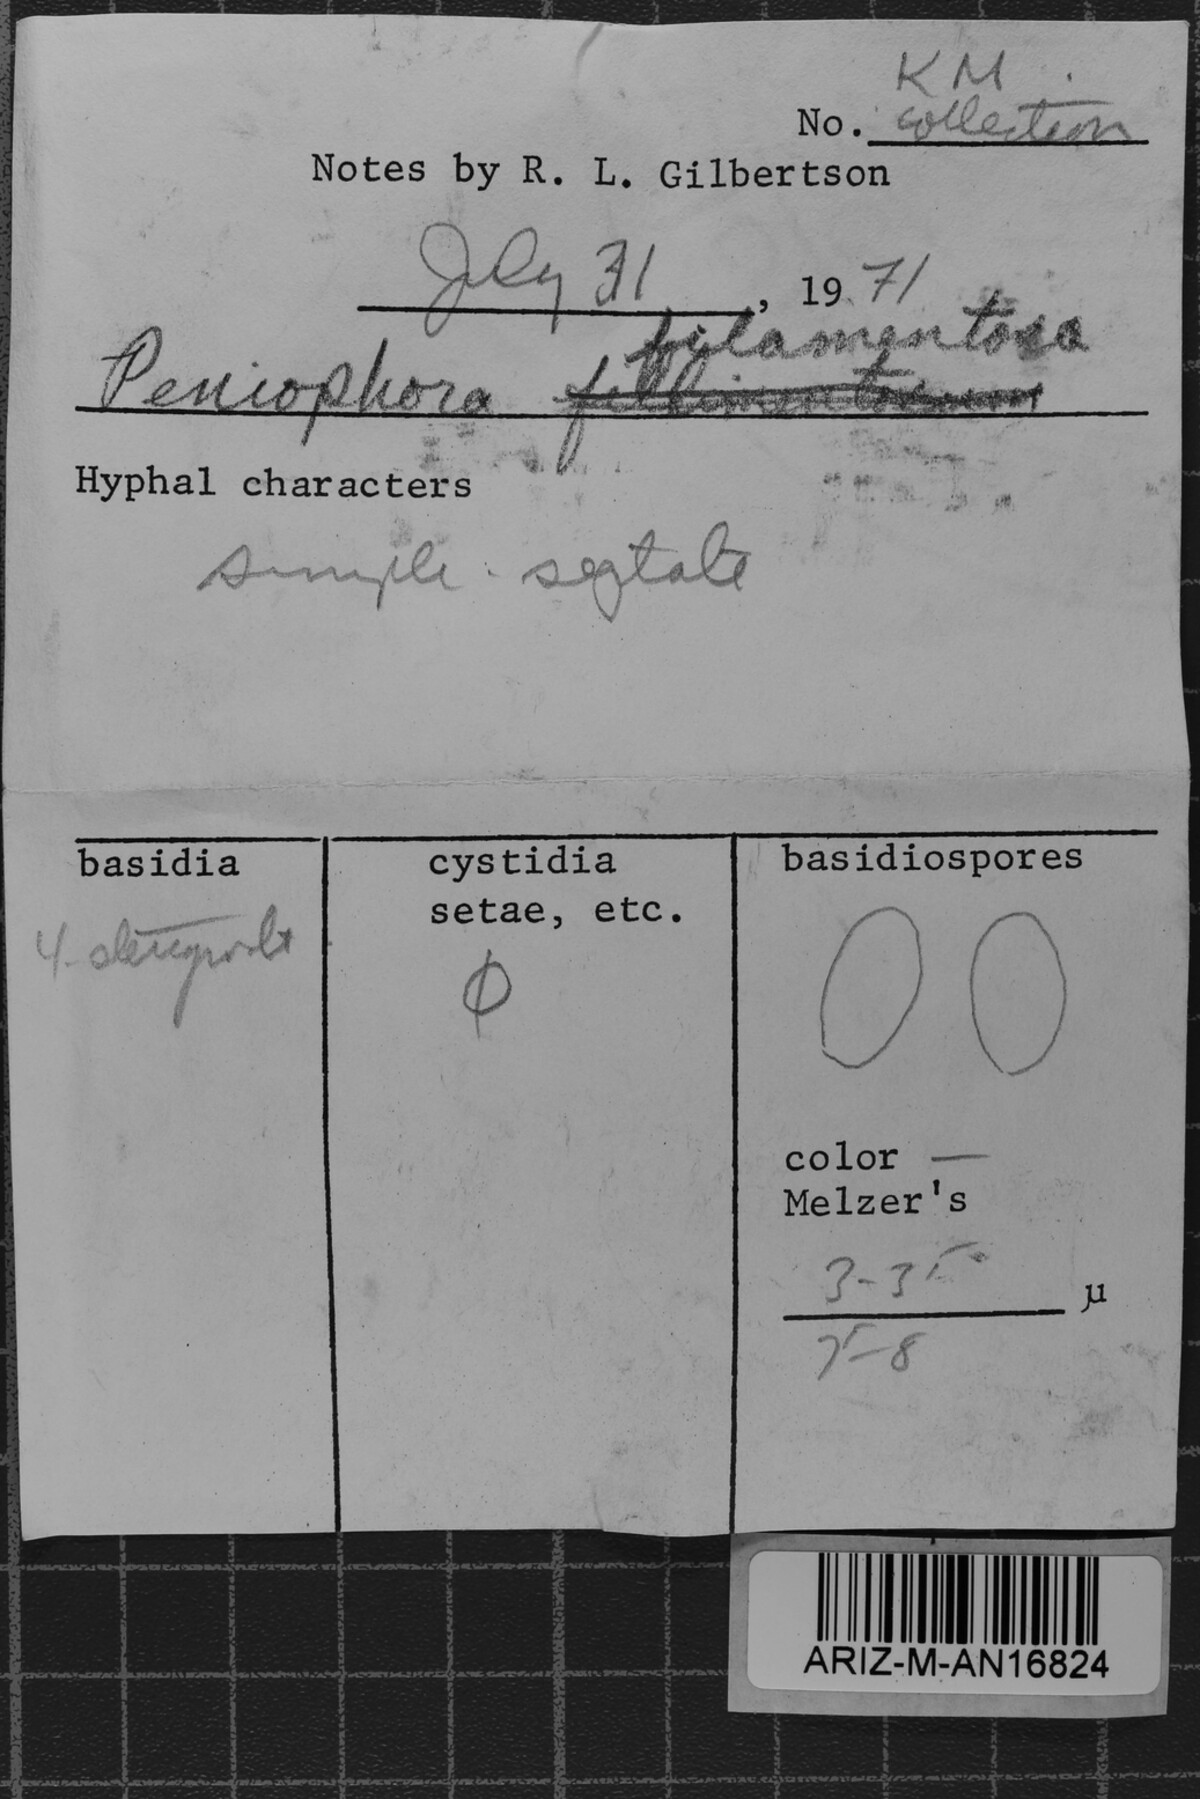 KM
No. collection
Notes by R. L. Gilbertson
July 31, 1971
filamentosa
Peniophora
Hyphal characters
simple-septate
basidia
4-sterigmate
cystidia
setae, etc.
φ
basidiospores
color —
Melzer's
3-3.5 µ
7-8
ARIZ-M-AN16824